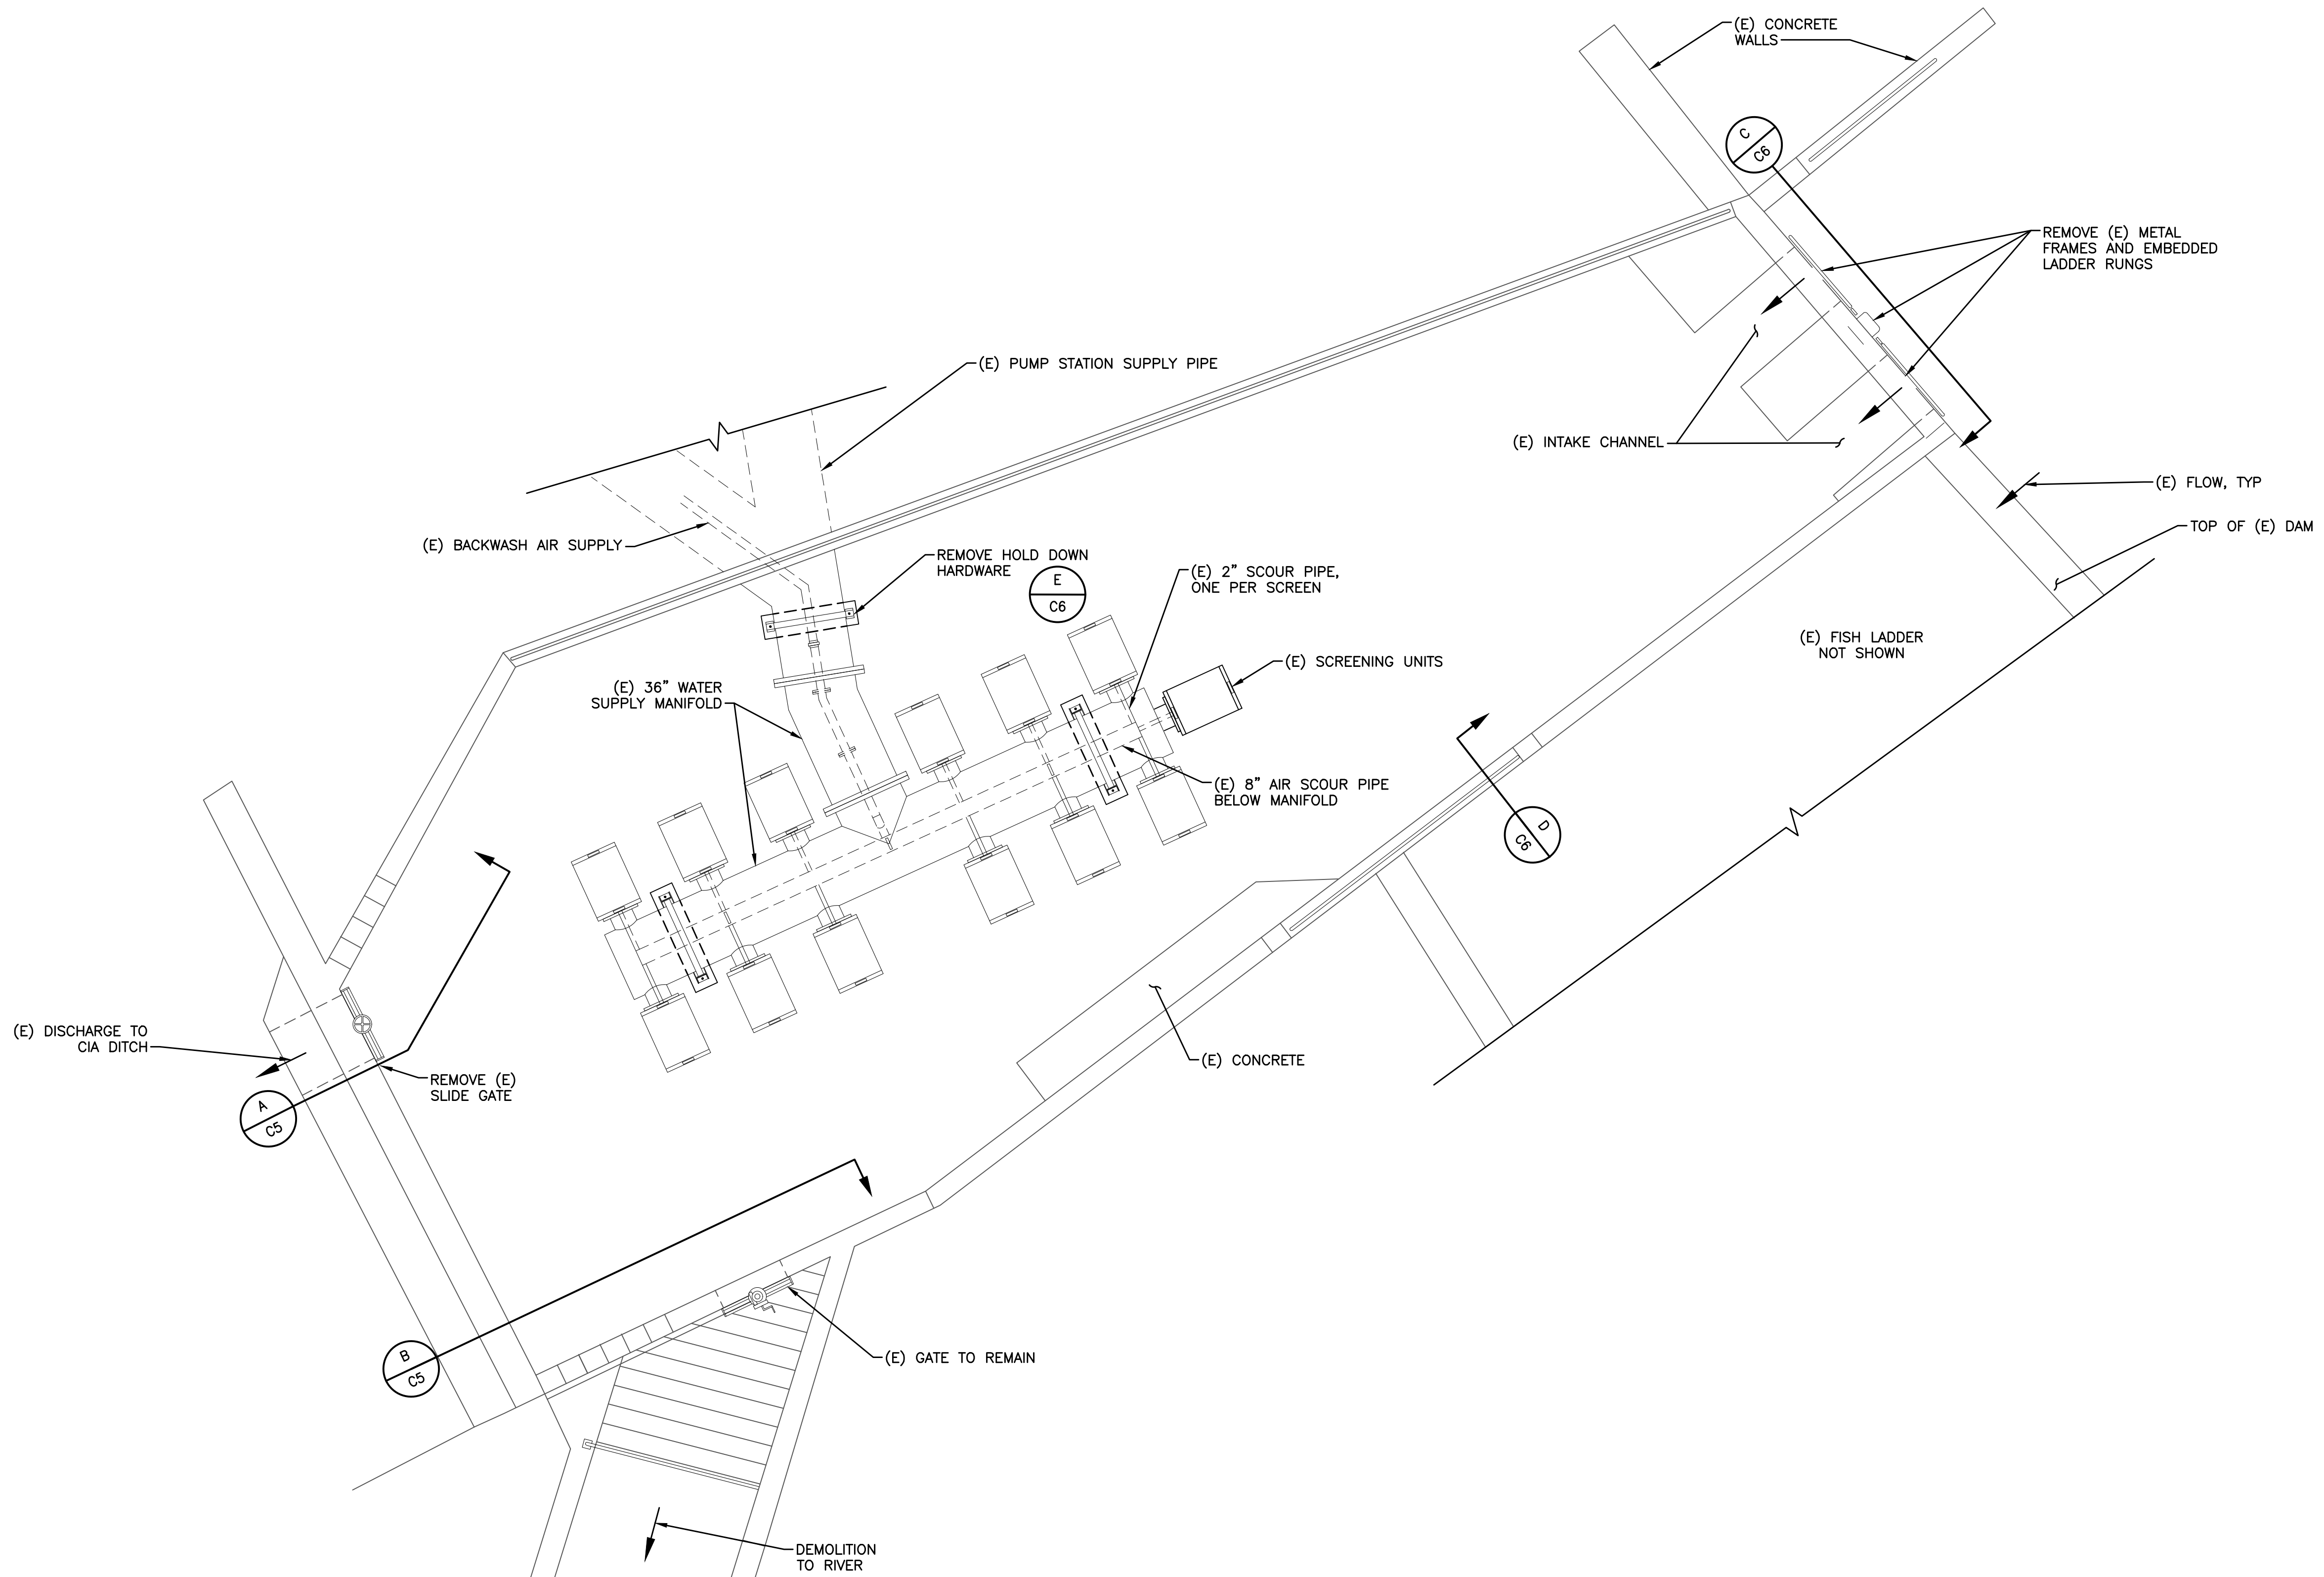 (E) CONCRETE
WALLS
C
C6
REMOVE (E) METAL
FRAMES AND EMBEDDED
LADDER RUNGS
(E) PUMP STATION SUPPLY PIPE
(E) INTAKE CHANNEL
(E) FLOW, TYP
TOP OF (E) DAM
(E) BACKWASH AIR SUPPLY
REMOVE HOLD DOWN
HARDWARE
E
C6
(E) 2” SCOUR PIPE,
ONE PER SCREEN
(E) FISH LADDER
NOT SHOWN
(E) SCREENING UNITS
(E) 36” WATER
SUPPLY MANIFOLD
(E) 8” AIR SCOUR PIPE
BELOW MANIFOLD
D
C6
(E) DISCHARGE TO
CIA DITCH
(E) CONCRETE
REMOVE (E)
SLIDE GATE
A
C5
B
C5
(E) GATE TO REMAIN
DEMOLITION
TO RIVER